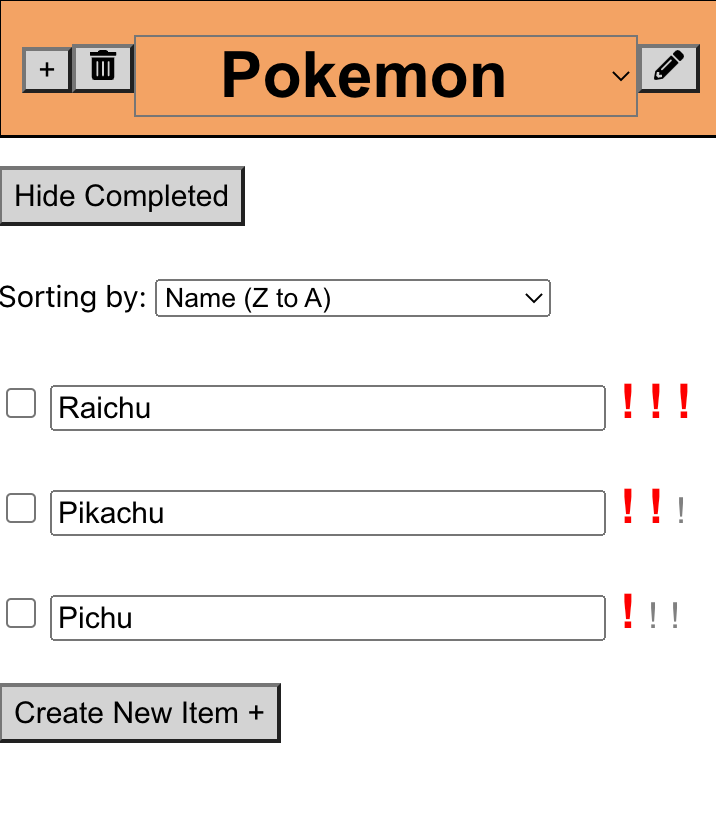 + Pokemon
Hide Completed
Sorting by: Name (Z to A)
Raichu !!!
Pikachu !!!
Pichu !!!
Create New Item +